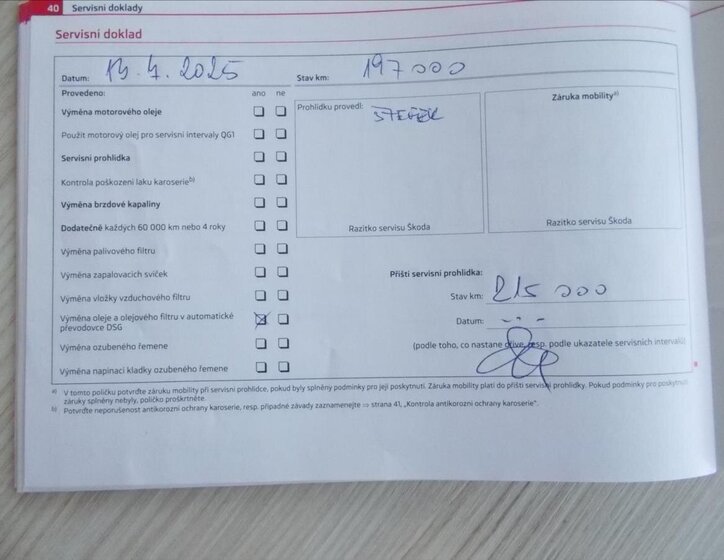 40 Servisní doklady
Servisní doklad
Datum: 13.7.2025 Stav km: 197 000
Provedeno: ano ne
Výměna motorového oleje
Prohlídku provedl:
Záruka mobility a)
Použit motorový olej pro servisní intervaly QG1
Servisní prohlídka
Kontrola poškození laku karoserie b)
Výměna brzdové kapaliny
Dodatečně každých 60 000 km nebo 4 roky
Razítko servisu Škoda
Razítko servisu Škoda
Výměna palivového filtru
Výměna zapalovacích svíček
Výměna vložky vzduchového filtru
Výměna oleje a olejového filtru v automatické
převodovce DSG
Výměna ozubeného řemene
Výměna napínací kladky ozubeného řemene
Příští servisní prohlídka:
Stav km: 215 000
Datum: - - -
(podle toho, co nastane dříve, resp. podle ukazatele servisních intervalů)
a) V tomto políčku potvrďte záruku mobility při servisní prohlídce, pokud byly splněny podmínky pro její poskytnutí. Záruka mobility platí do příští servisní prohlídky. Pokud podmínky pro poskytnutí
záruky splněny nebyly, políčko proškrtněte.
b) Potvrďte neporušenost antikorozní ochrany karoserie, resp. případné závady zaznamenejte ⇒ strana 41, „Kontrola antikorozní ochrany karoserie“.